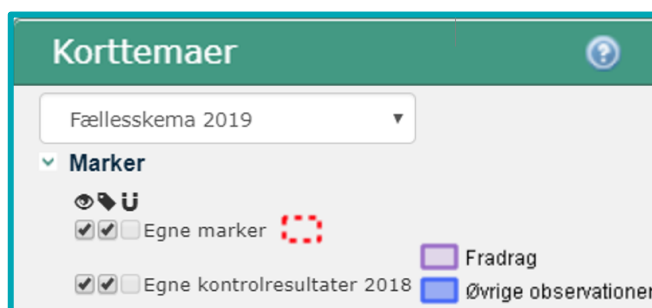 Korttemaer
Fællesskema 2019
Marker
Egne marker
Fradrag
Egne kontrolresultater 2018
Øvrige observationer